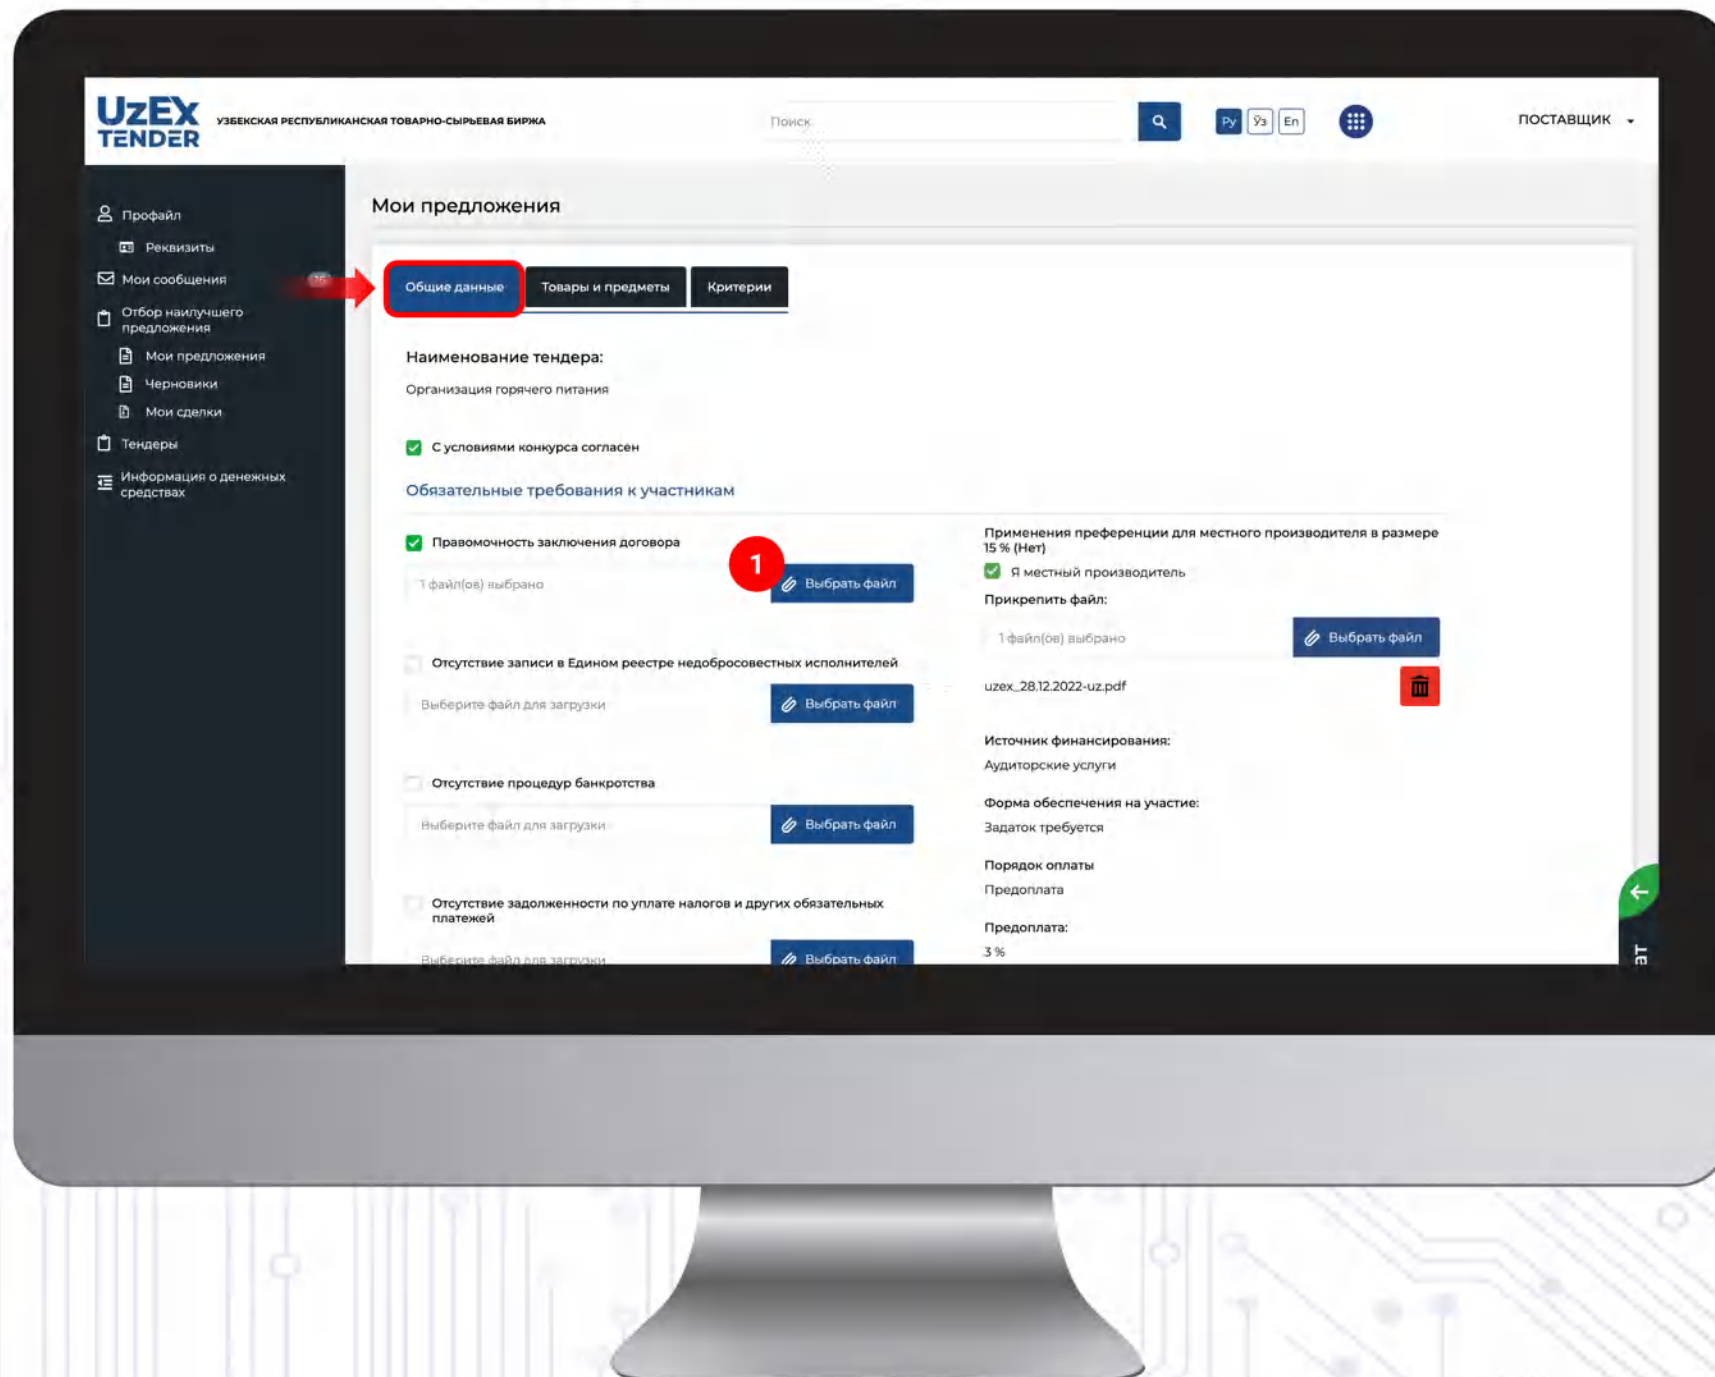 UzEX
TENDER
УЗБЕКСКАЯ РЕСПУБЛИКАНСКАЯ ТОВАРНО-СЫРЬЕВАЯ БИРЖА
Поиск
Ру
Ўз
En
ПОСТАВЩИК
Профайл
Реквизиты
Мои сообщения
Отбор наилучшего
предложения
Мои предложения
Черновики
Мои сделки
Тендеры
Информация о денежных
средствах
Мои предложения
Общие данные
Товары и предметы
Критерии
Наименование тендера:
Организация горячего питания
С условиями конкурса согласен
Обязательные требования к участникам
Правомочность заключения договора
1 файл(ов) выбрано
1
Выбрать файл
Отсутствие записи в Едином реестре недобросовестных исполнителей
Выберите файл для загрузки
Выбрать файл
Отсутствие процедур банкротства
Выберите файл для загрузки
Выбрать файл
Отсутствие задолженности по уплате налогов и других обязательных
платежей
Выберите файл для загрузки
Выбрать файл
Применения преференции для местного производителя в размере
15 % (Нет)
Я местный производитель
Прикрепить файл:
1 файл(ов) выбрано
Выбрать файл
uzex_28.12.2022-uz.pdf
Источник финансирования:
Аудиторские услуги
Форма обеспечения на участие:
Задаток требуется
Порядок оплаты
Предоплата
Предоплата:
3 %